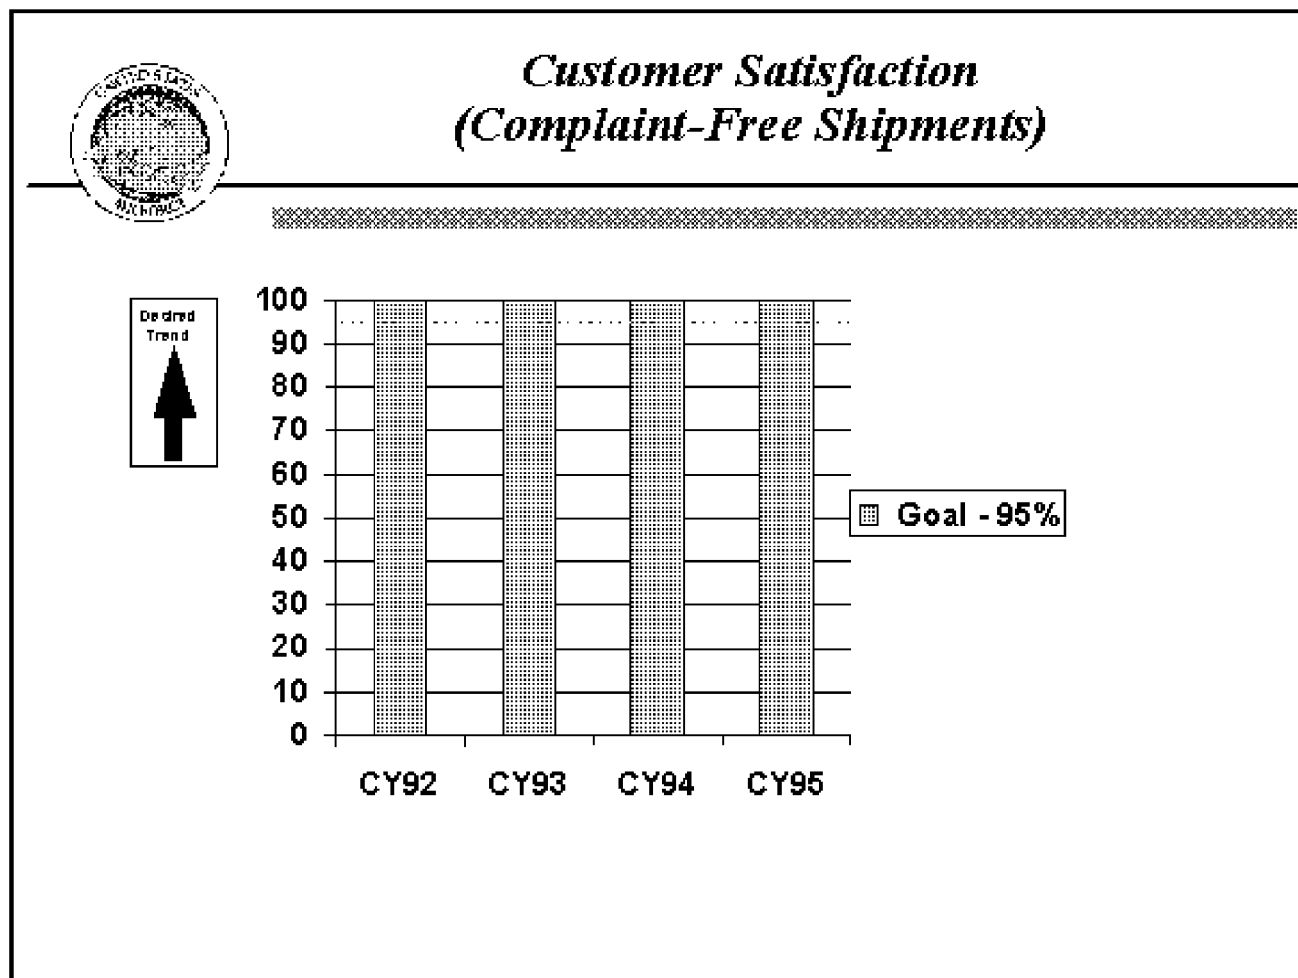 Customer Satisfaction
(Complaint-Free Shipments)
Desired
Trend
100
90
80
70
60
50
40
30
20
10
0
CY92
CY93
CY94
CY95
Goal - 95%